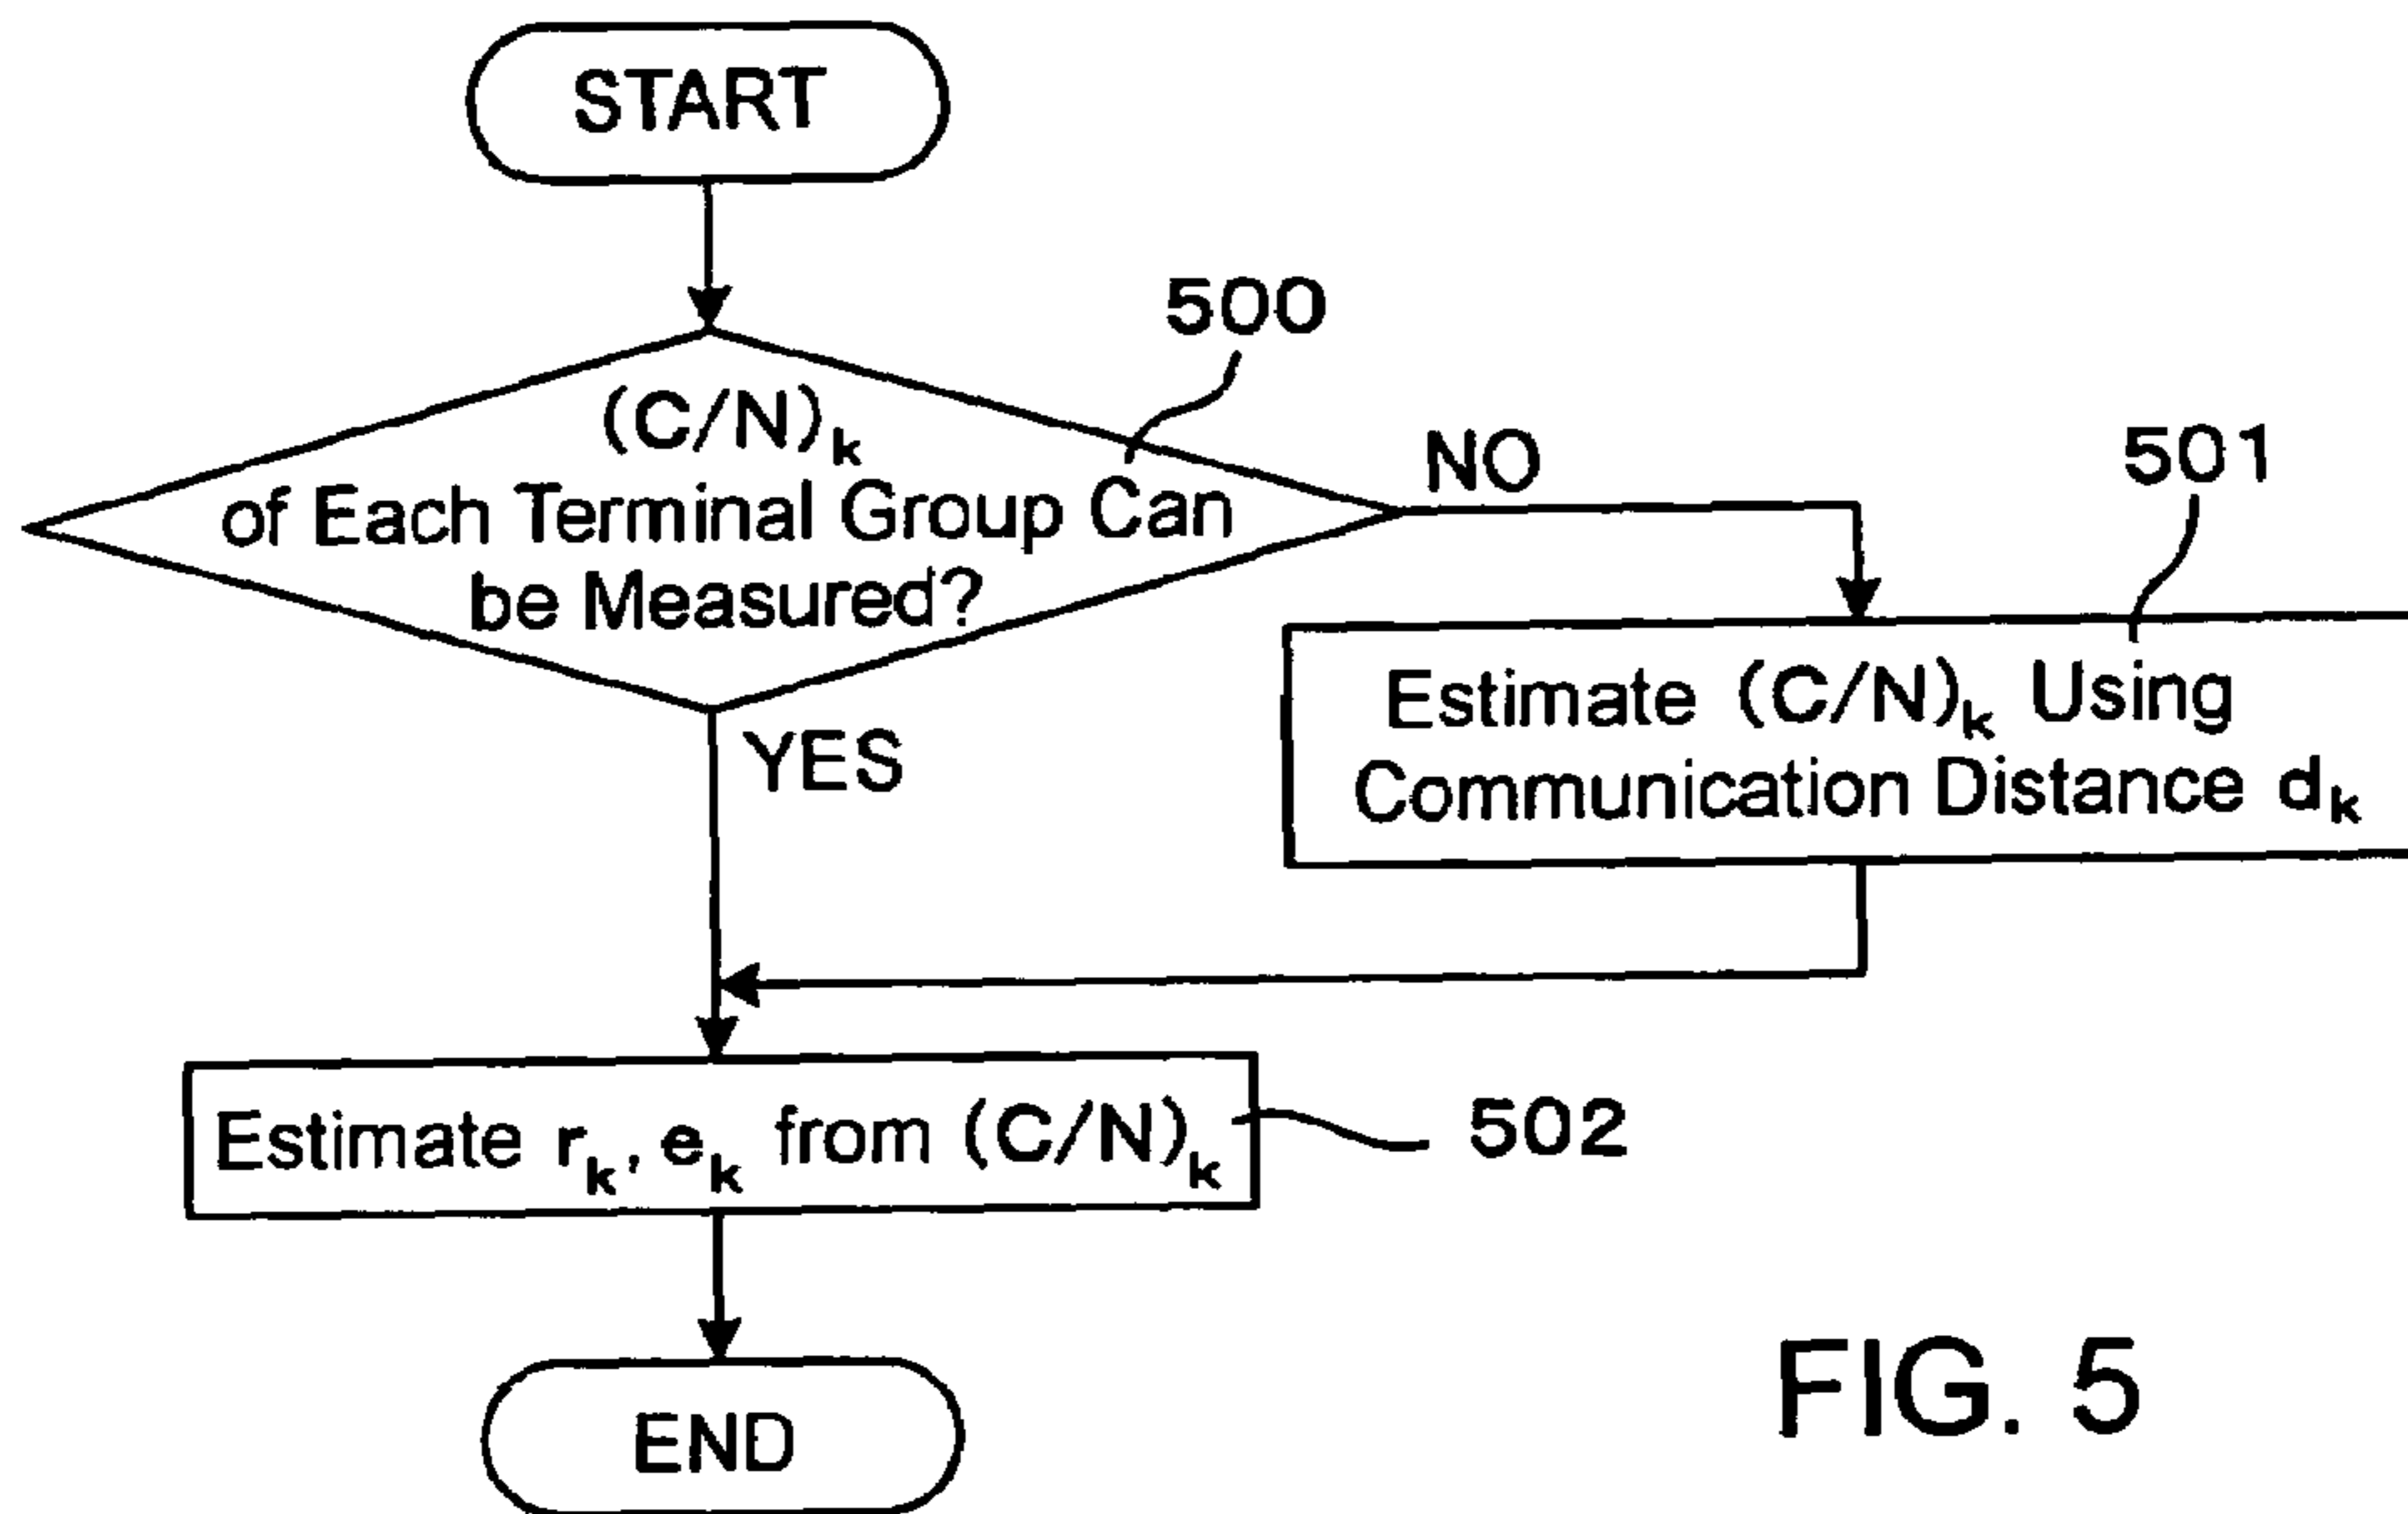 START
500
(C/N)k
of Each Terminal Group Can
be Measured?
NO
501
YES
Estimate (C/N)k Using
Communication Distance dk
Estimate rk, ek from (C/N)k
502
END
FIG. 5